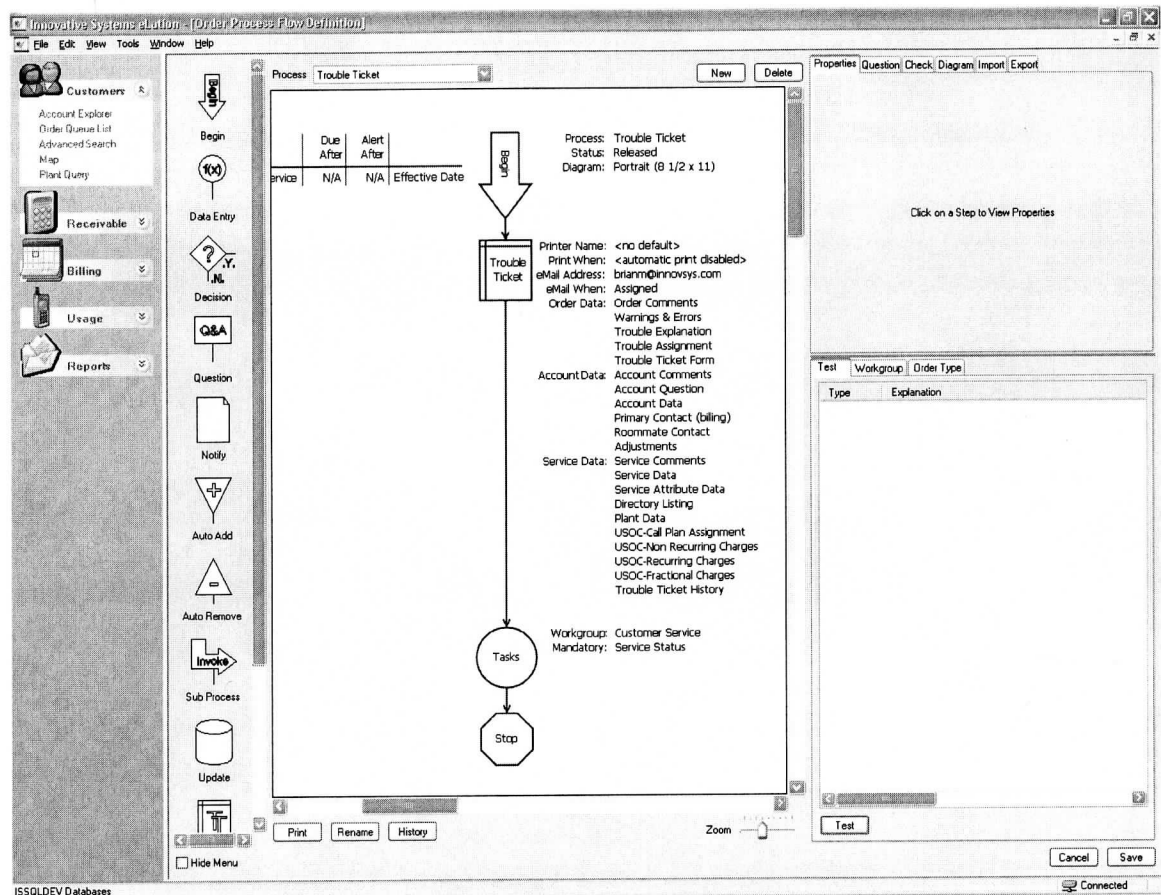 Innovative Systems eLation - [Order Process Flow Definition]
File Edit View Tools Window Help
Customers
Account Explorer
Order Queue List
Advanced Search
Map
Plant Query
Receivable
Billing
Usage
Reports
Begin
Begin
f(x)
Data Entry
?
.Y.
.N.
Decision
Q&A
Question
Notify
+
Auto Add
-
Auto Remove
Invoke
Sub Process
Update
TT
Hide Menu
Process Trouble Ticket
New Delete
Due After Alert After
ervice N/A N/A Effective Date
Begin
Process: Trouble Ticket
Status: Released
Diagram: Portrait (8 1/2 x 11)
Trouble
Ticket
Printer Name: <no default>
Print When: <automatic print disabled>
eMail Address: brianm@innovsys.com
eMail When: Assigned
Order Data: Order Comments
Warnings & Errors
Trouble Explanation
Trouble Assignment
Trouble Ticket Form
Account Data: Account Comments
Account Question
Account Data
Primary Contact (billing)
Roommate Contact
Adjustments
Service Data: Service Comments
Service Data
Service Attribute Data
Directory Listing
Plant Data
USOC-Call Plan Assignment
USOC-Non Recurring Charges
USOC-Recurring Charges
USOC-Fractional Charges
Trouble Ticket History
Tasks
Workgroup: Customer Service
Mandatory: Service Status
Stop
Print Rename History
Zoom
Properties Question Check Diagram Import Export
Click on a Step to View Properties
Test Workgroup Order Type
Type Explanation
Test
Cancel Save
ISSQLDEV Databases
Connected